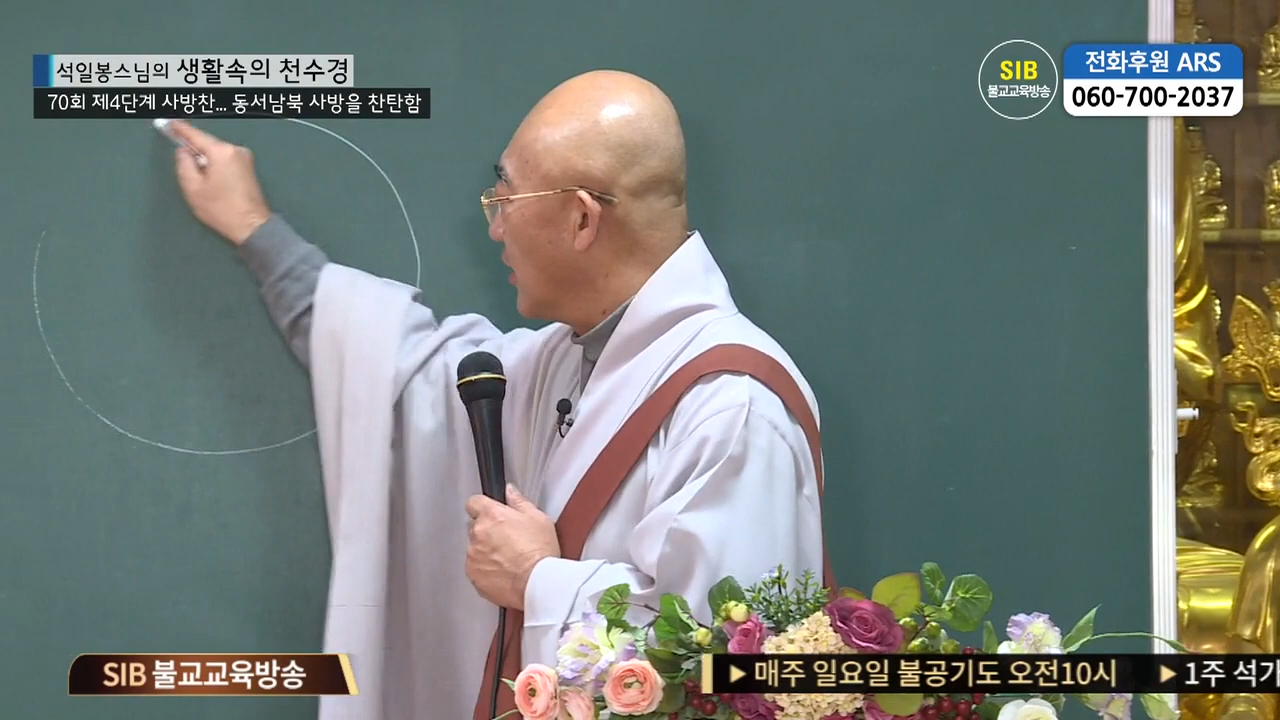 석일봉스님의 생활속의 천수경
70회 제4단계 사방찬... 동서남북 사방을 찬탄함
SIB
불교교육방송
전화후원 ARS
060-700-2037
SIB 불교교육방송
▶매주 일요일 불공기도 오전10시 ▶1주 석가